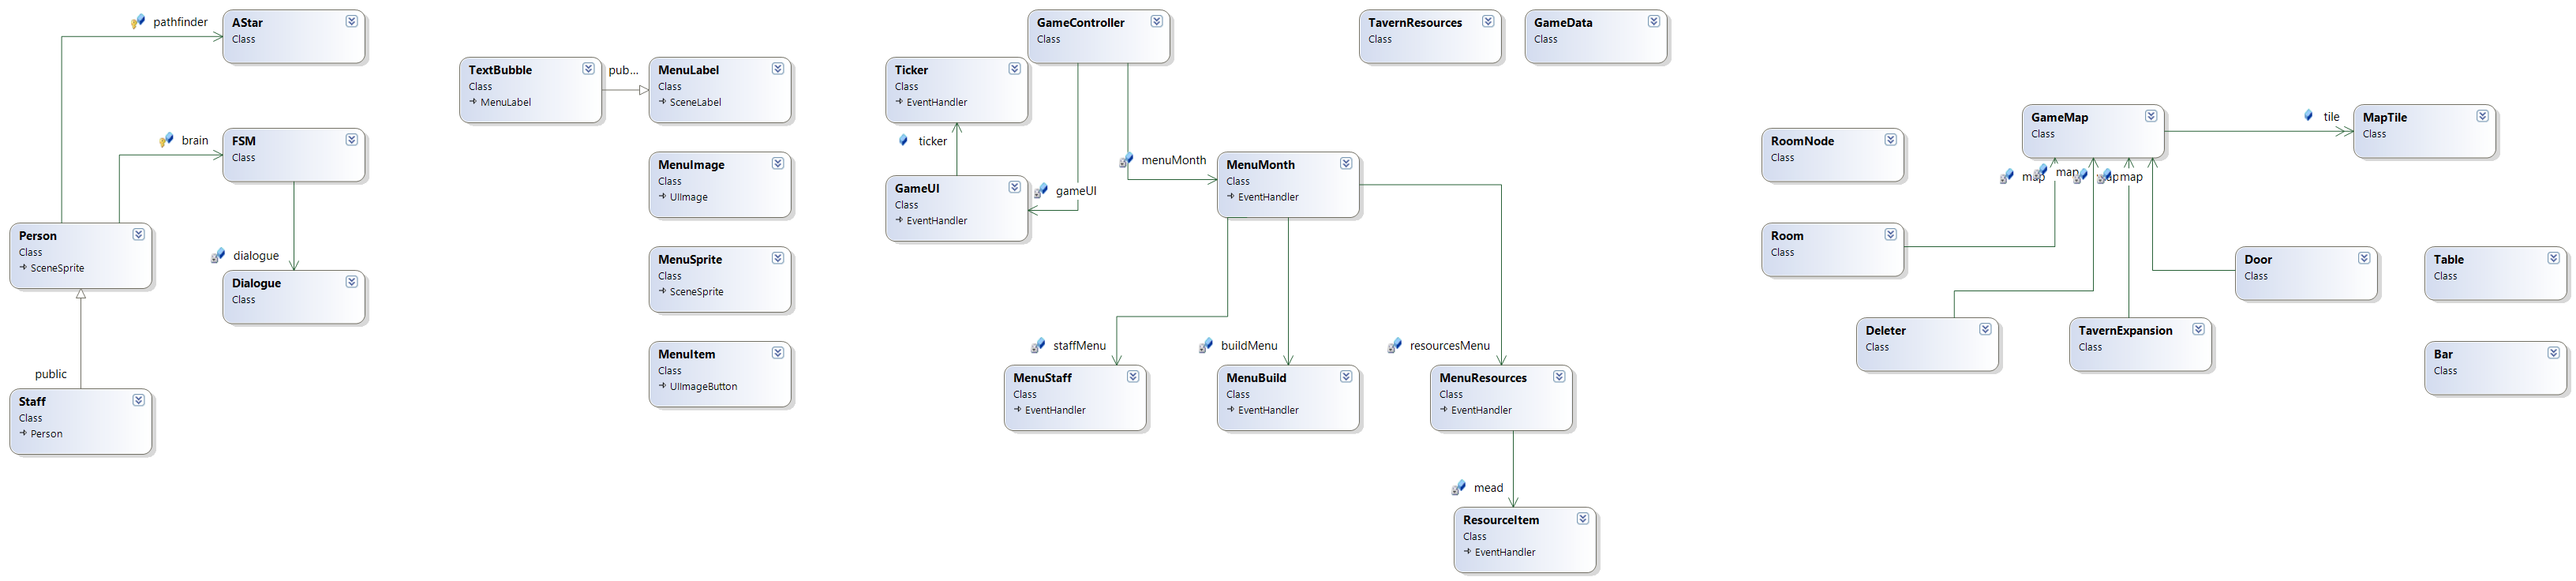 pathfinder
AStar
Class
brain
FSM
Class
dialogue
Dialogue
Class
Person
Class
SceneSprite
public
Staff
Class
Person
TextBubble
Class
MenuLabel
pub...
MenuLabel
Class
SceneLabel
MenuImage
Class
UIImage
MenuSprite
Class
SceneSprite
MenuItem
Class
UIImageButton
GameController
Class
Ticker
Class
EventHandler
ticker
GameUI
Class
EventHandler
gameUI
menuMonth
MenuMonth
Class
EventHandler
staffMenu
buildMenu
resourcesMenu
MenuStaff
Class
EventHandler
MenuBuild
Class
EventHandler
MenuResources
Class
EventHandler
mead
ResourceItem
Class
EventHandler
TavernResources
Class
GameData
Class
RoomNode
Class
Room
Class
GameMap
Class
tile
MapTile
Class
map
map
map
Deleter
Class
TavernExpansion
Class
Door
Class
Table
Class
Bar
Class